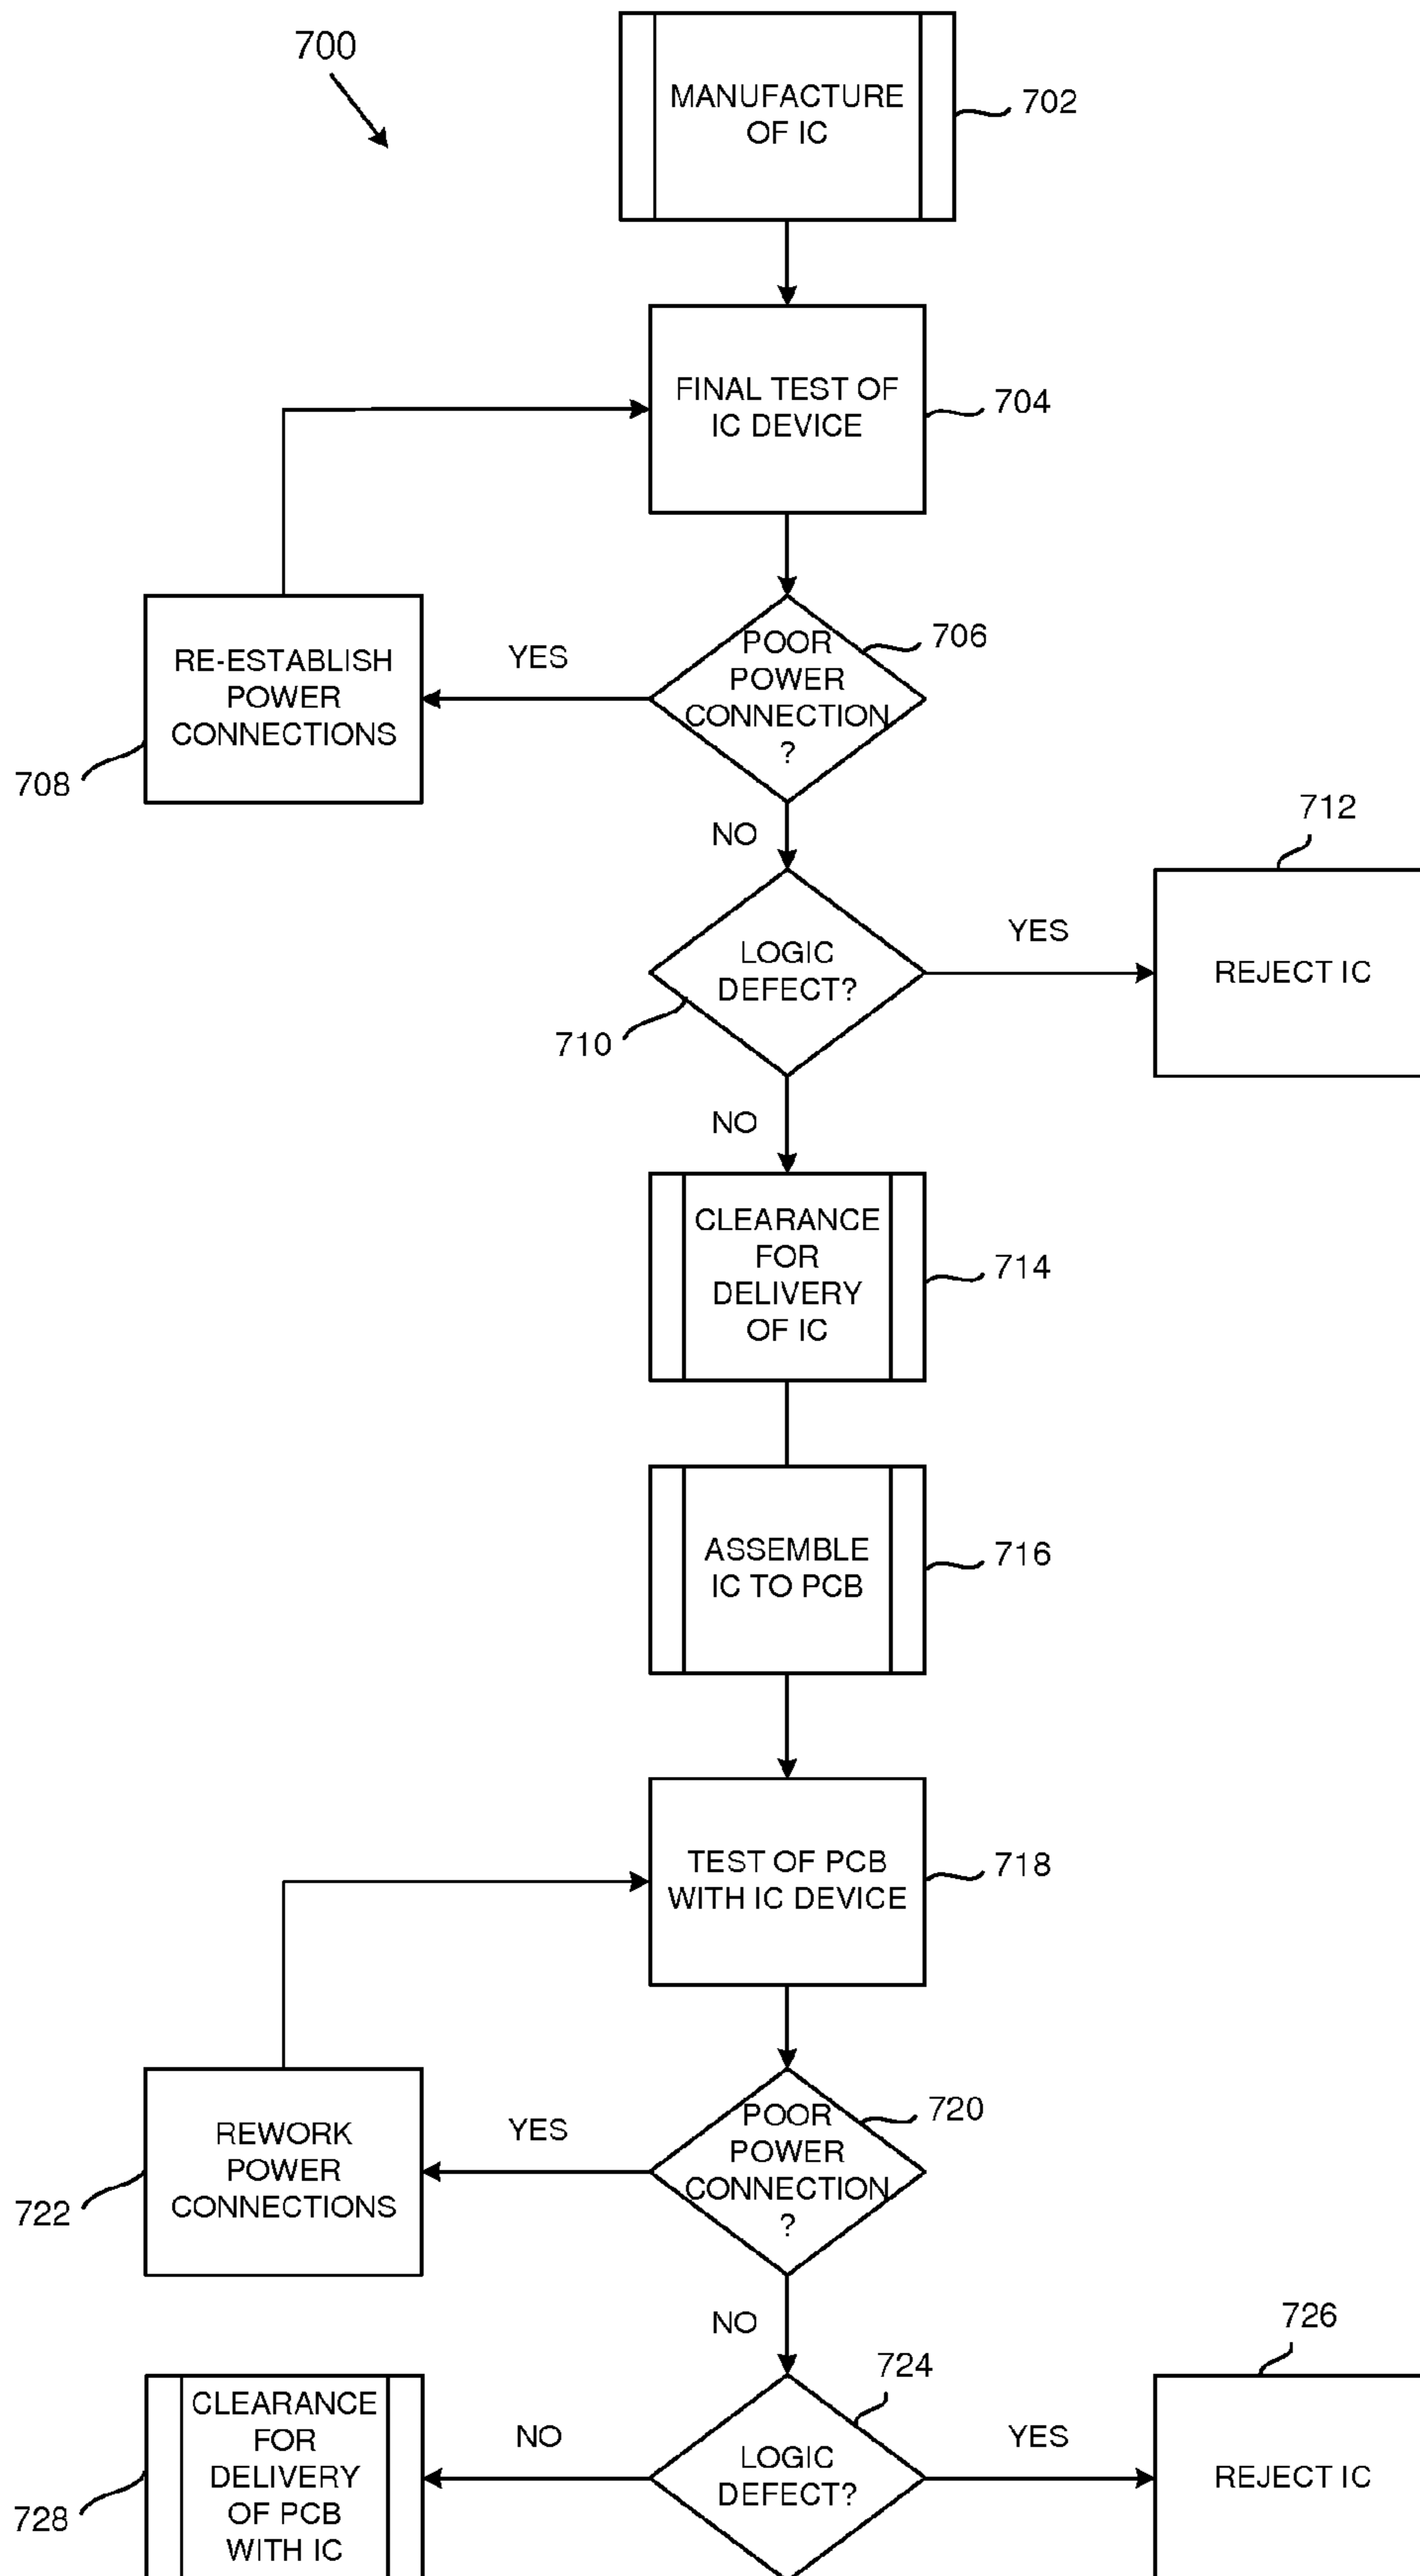 700
MANUFACTURE
OF IC
702
FINAL TEST OF
IC DEVICE
704
POOR
POWER
CONNECTION
?
706
YES
RE-ESTABLISH
POWER
CONNECTIONS
708
NO
LOGIC
DEFECT?
710
YES
712
REJECT IC
NO
CLEARANCE
FOR
DELIVERY
OF IC
714
ASSEMBLE
IC TO PCB
716
TEST OF PCB
WITH IC DEVICE
718
POOR
POWER
CONNECTION
?
720
YES
REWORK
POWER
CONNECTIONS
722
NO
724
LOGIC
DEFECT?
YES
726
REJECT IC
NO
CLEARANCE
FOR
DELIVERY
OF PCB
WITH IC
728